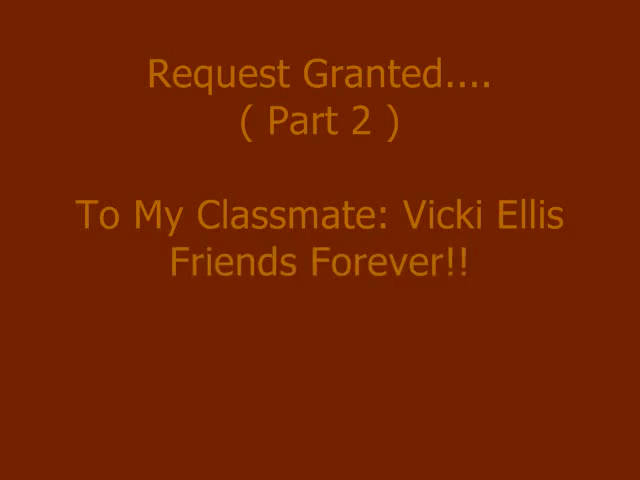 Request Granted....
( Part 2 )
To My Classmate: Vicki Ellis
Friends Forever!!